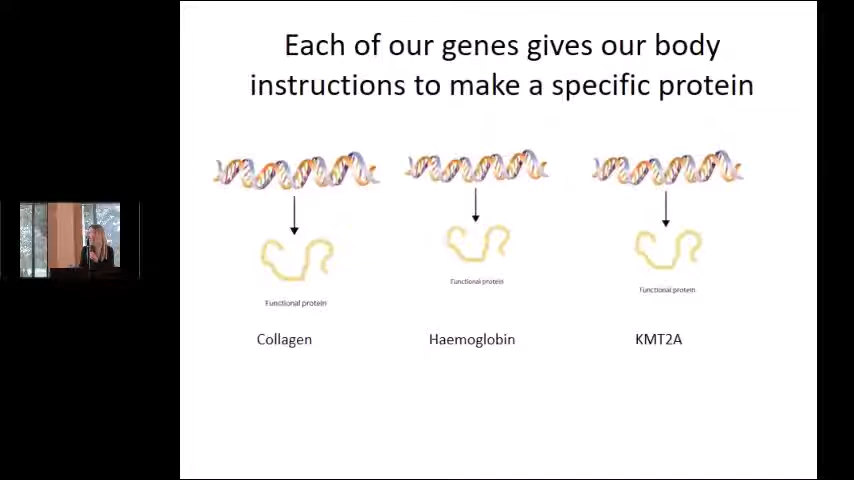 Each of our genes gives our body
instructions to make a specific protein
Functional protein
Functional protein
Functional protein
Collagen
Haemoglobin
KMT2A